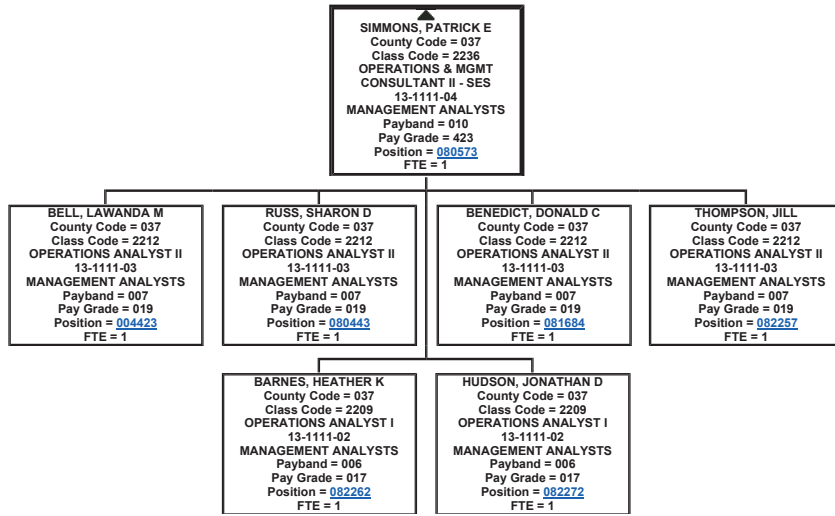 SIMMONS, PATRICK E
County Code = 037
Class Code = 2236
OPERATIONS & MGMT
CONSULTANT II - SES
13-1111-04
MANAGEMENT ANALYSTS
Payband = 010
Pay Grade = 423
Position = 080573
FTE = 1
BELL, LAWANDA M
County Code = 037
Class Code = 2212
OPERATIONS ANALYST II
13-1111-03
MANAGEMENT ANALYSTS
Payband = 007
Pay Grade = 019
Position = 004423
FTE = 1
RUSS, SHARON D
County Code = 037
Class Code = 2212
OPERATIONS ANALYST II
13-1111-03
MANAGEMENT ANALYSTS
Payband = 007
Pay Grade = 019
Position = 080443
FTE = 1
BENEDICT, DONALD C
County Code = 037
Class Code = 2212
OPERATIONS ANALYST II
13-1111-03
MANAGEMENT ANALYSTS
Payband = 007
Pay Grade = 019
Position = 081684
FTE = 1
THOMPSON, JILL
County Code = 037
Class Code = 2212
OPERATIONS ANALYST II
13-1111-03
MANAGEMENT ANALYSTS
Payband = 007
Pay Grade = 019
Position = 082257
FTE = 1
BARNES, HEATHER K
County Code = 037
Class Code = 2209
OPERATIONS ANALYST I
13-1111-02
MANAGEMENT ANALYSTS
Payband = 006
Pay Grade = 017
Position = 082262
FTE = 1
HUDSON, JONATHAN D
County Code = 037
Class Code = 2209
OPERATIONS ANALYST I
13-1111-02
MANAGEMENT ANALYSTS
Payband = 006
Pay Grade = 017
Position = 082272
FTE = 1